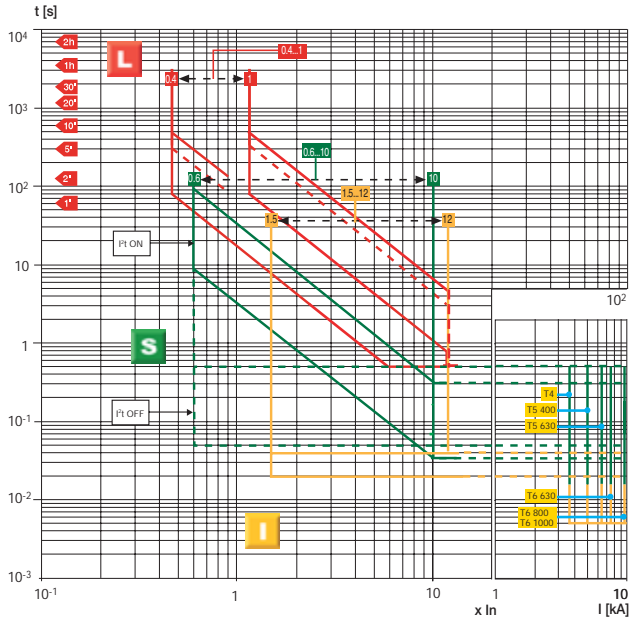 t [s]
10⁴
2h
1h
30'
20'
10³
10'
5'
10²
2'
1'
10
1
10⁻¹
10⁻²
10⁻³
L
0.4...1
0.4
1
0.6...10
0.6
10
1.5...12
1.5
12
I²t ON
S
I²t OFF
I
10²
T4
T5 400
T5 630
T6 630
T6 800
T6 1000
10⁻¹
1
10
x In
1
10
I [kA]